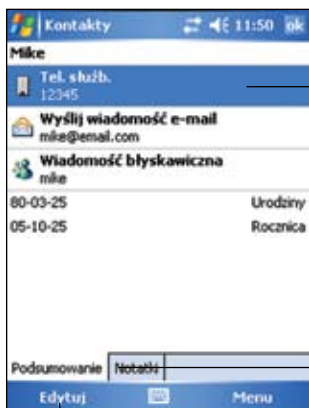 Kontakty 11:50 ok
Mike
Tel. służb.
12345
Wyślij wiadomość e-mail
mike@email.com
Wiadomość błyskawiczna
mike
80-03-25 Urodziny
05-10-25 Rocznica
Podsumowanie Notatki
Edytuj Menu